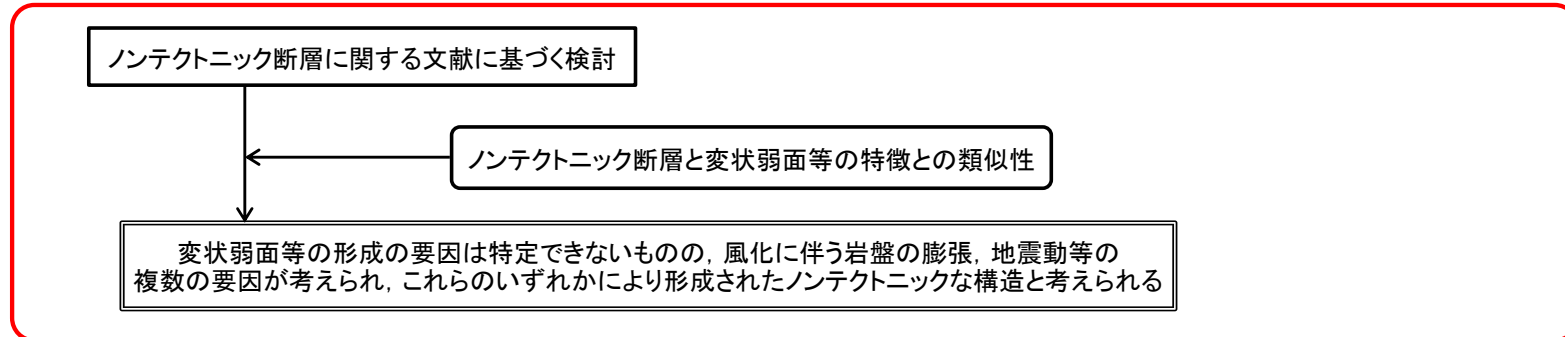 ノンテクトニック断層に関する文献に基づく検討
ノンテクトニック断層と変状弱面等の特徴との類似性
変状弱面等の形成の要因は特定できないものの，風化に伴う岩盤の膨張，地震動等の
複数の要因が考えられ，これらのいずれかにより形成されたノンテクトニックな構造と考えられる